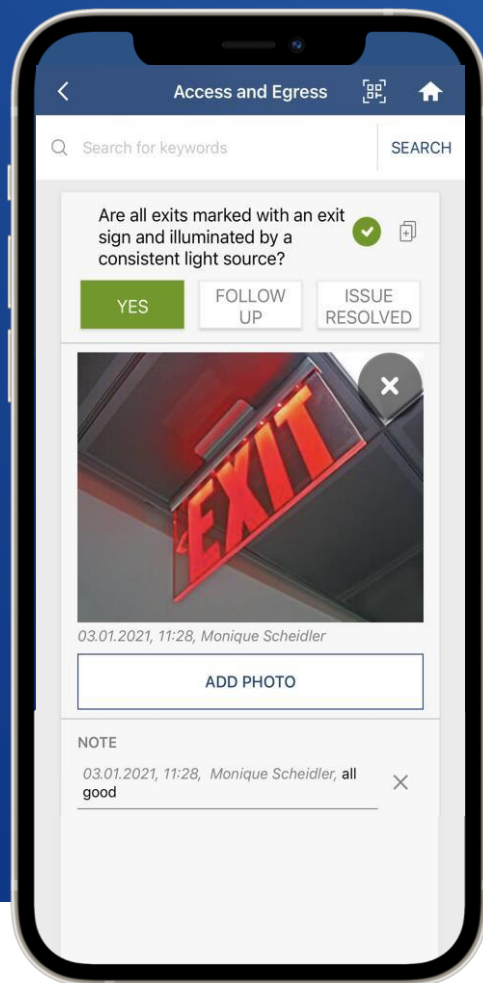 Access and Egress
Search for keywords
SEARCH
Are all exits marked with an exit
sign and illuminated by a
consistent light source?
YES
FOLLOW
UP
ISSUE
RESOLVED
EXIT
03.01.2021, 11:28, Monique Scheidler
ADD PHOTO
NOTE
03.01.2021, 11:28, Monique Scheidler, all
good